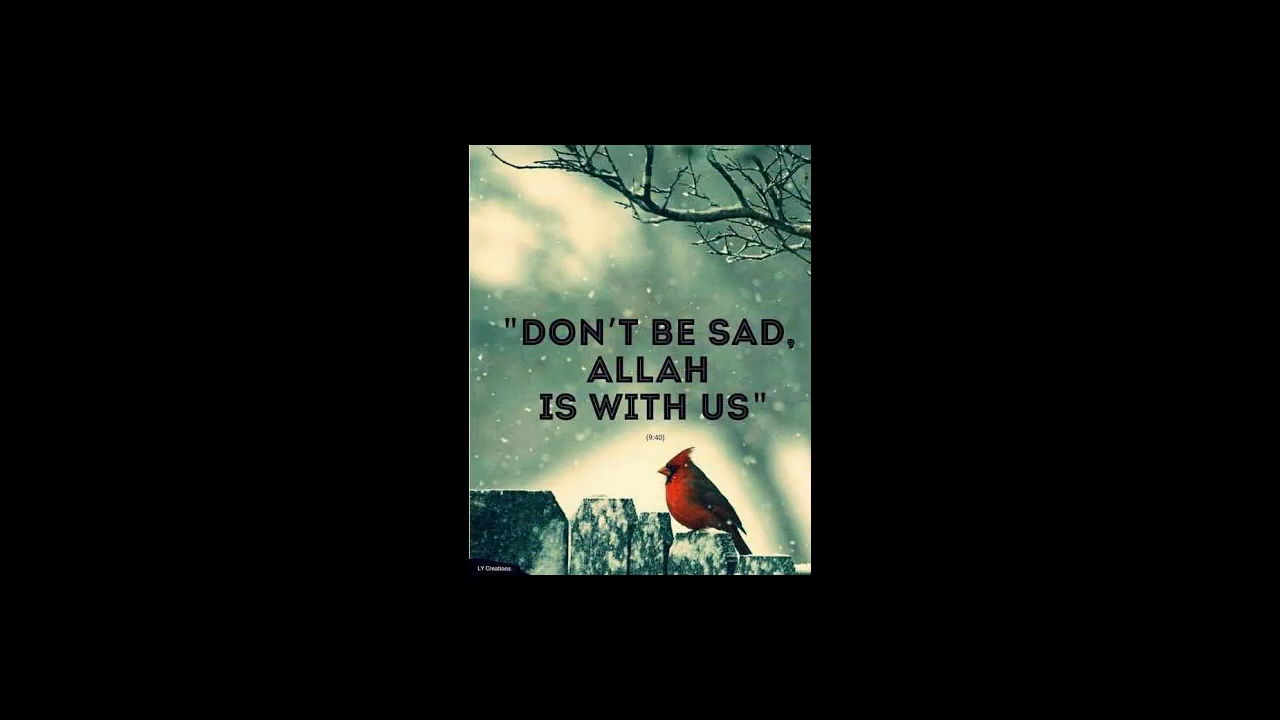 "DON'T BE SAD,
ALLAH
IS WITH US"
(9:40)
LY Creations